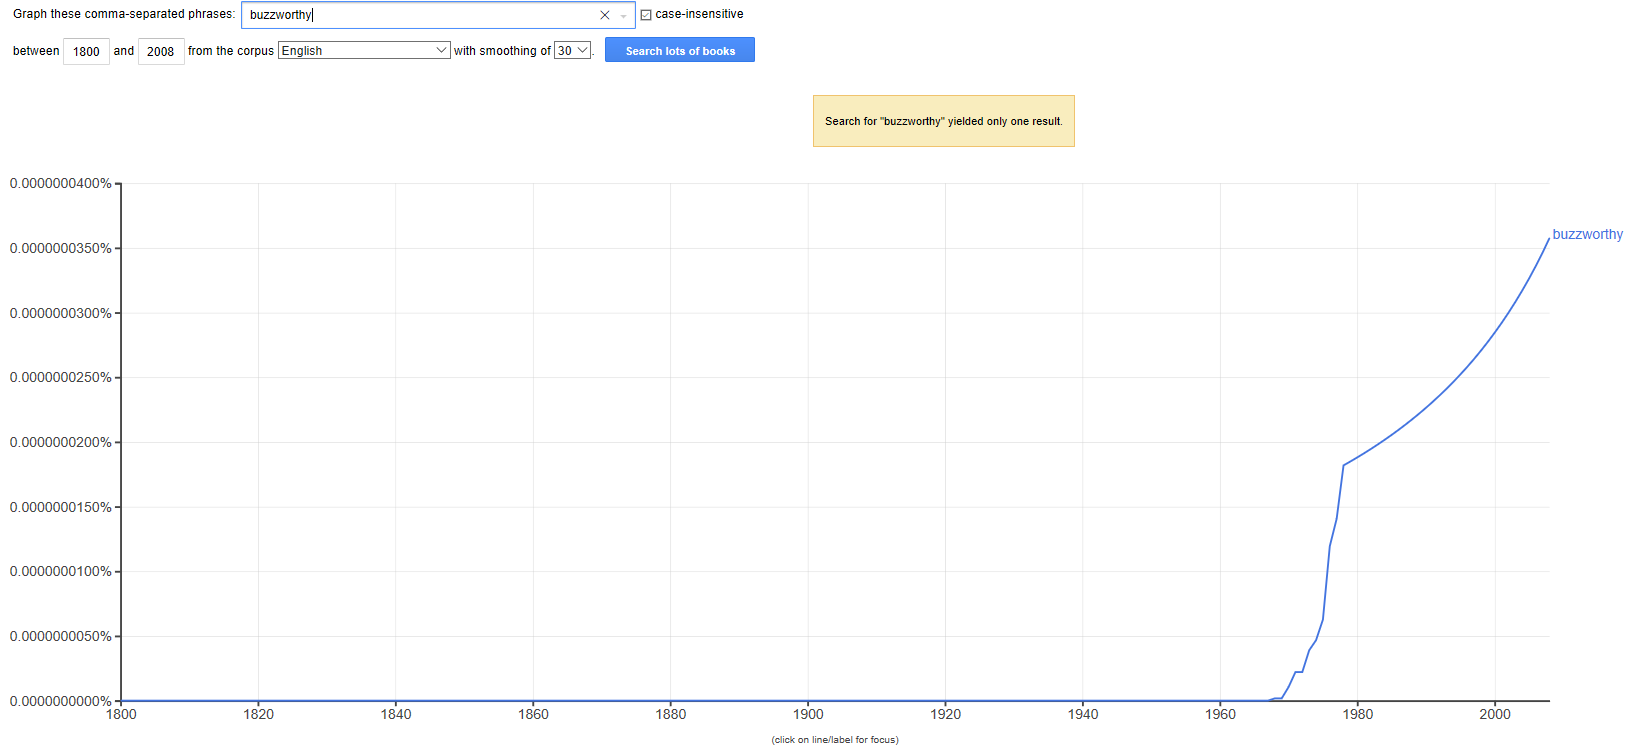 Graph these comma-separated phrases: buzzworthy case-insensitive
between 1800 and 2008 from the corpus English with smoothing of 30 . Search lots of books
Search for "buzzworthy" yielded only one result.
0.0000000400%
buzzworthy
0.0000000350%
0.0000000300%
0.0000000250%
0.0000000200%
0.0000000150%
0.0000000100%
0.0000000050%
0.0000000000%
1800 1820 1840 1860 1880 1900 1920 1940 1960 1980 2000
(click on line/label for focus)